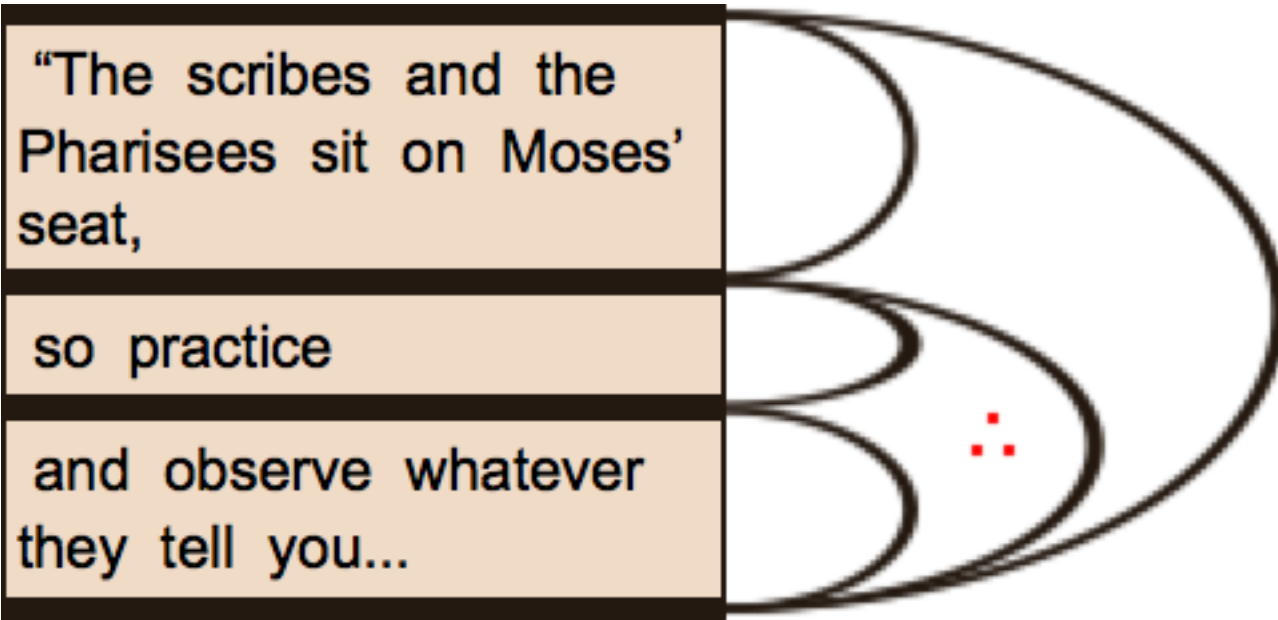 “The scribes and the
Pharisees sit on Moses’
seat,
so practice
and observe whatever
they tell you...